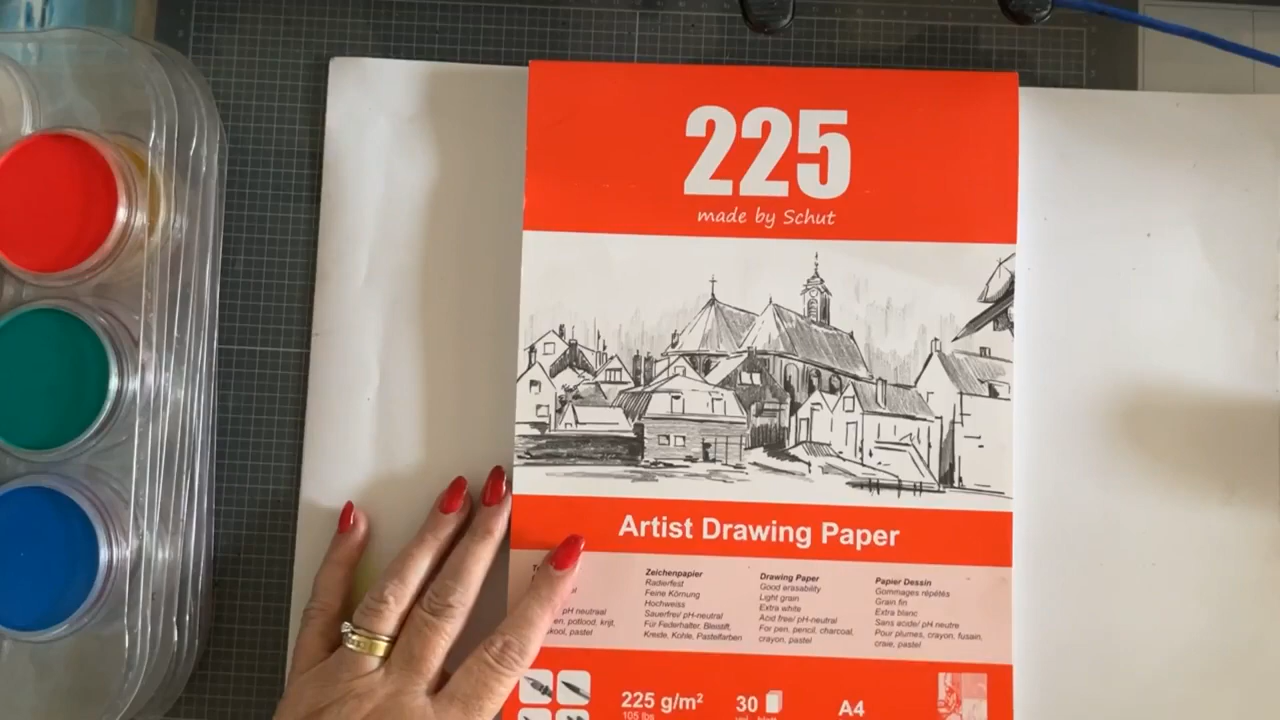 225
made by Schut
Artist Drawing Paper
pH neutraal
potlood, krijt,
pastel
Zeichenpapier
Radierfest
Feine Körnung
Hochweiss
Sauerfrei/ pH-neutral
Für Federhalter, Bleistift,
Kreide, Kohle, Pastelfarben
Drawing Paper
Good erasability
Light grain
Extra white
Acid free/ pH-neutral
For pen, pencil, charcoal,
crayon, pastel
Papier Dessin
Gommages répétés
Grain fin
Extra blanc
Sans acide/ pH neutre
Pour plumes, crayon, fusain,
craie, pastel
225 g/m²
105 lbs
30
A4